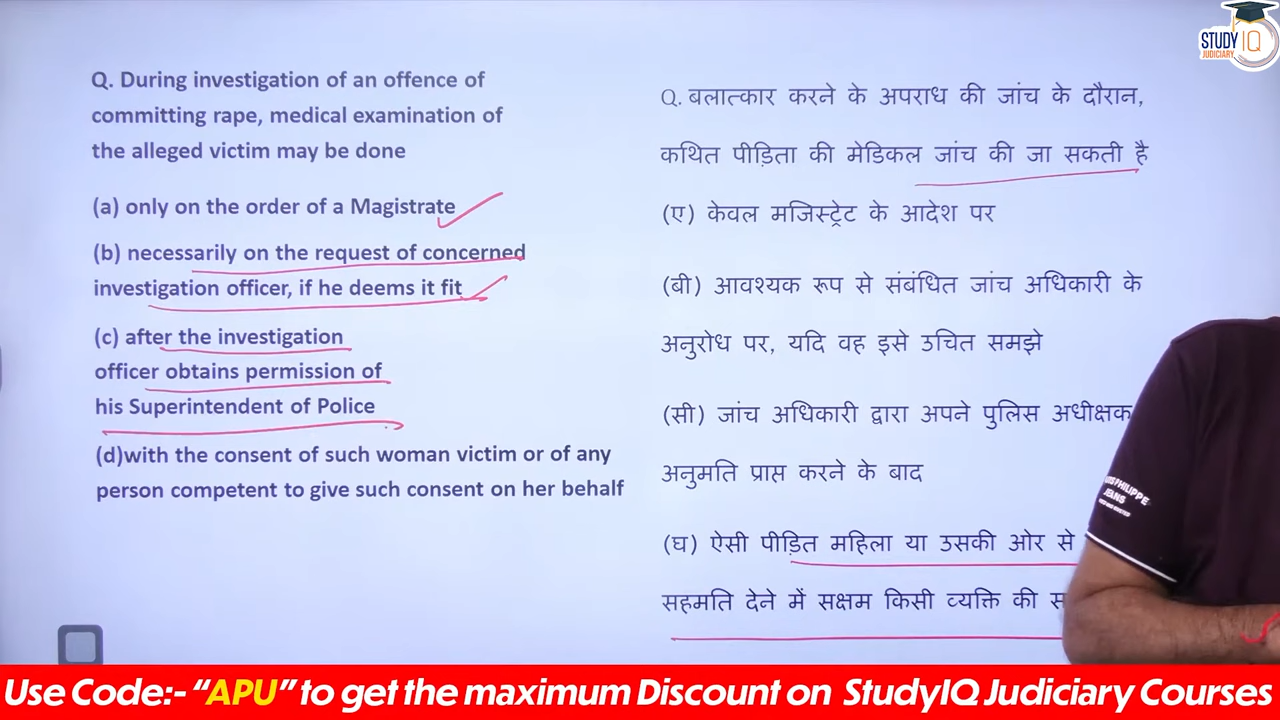 STUDY IQ
JUDICIARY
Q. During investigation of an offence of
committing rape, medical examination of
the alleged victim may be done
(a) only on the order of a Magistrate
(b) necessarily on the request of concerned
investigation officer, if he deems it fit
(c) after the investigation
officer obtains permission of
his Superintendent of Police
(d)with the consent of such woman victim or of any
person competent to give such consent on her behalf
Q. बलात्कार करने के अपराध की जांच के दौरान,
कथित पीड़िता की मेडिकल जांच की जा सकती है
(ए) केवल मजिस्ट्रेट के आदेश पर
(बी) आवश्यक रूप से संबंधित जांच अधिकारी के
अनुरोध पर, यदि वह इसे उचित समझे
(सी) जांच अधिकारी द्वारा अपने पुलिस अधीक्षक
अनुमति प्राप्त करने के बाद
(घ) ऐसी पीड़ित महिला या उसकी ओर से
सहमति देने में सक्षम किसी व्यक्ति की
PHILIPPE
JEANS
Use Code:- “APU” to get the maximum Discount on StudyIQ Judiciary Courses